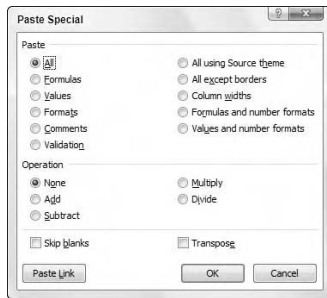 Paste Special
Paste
All
Formulas
Values
Formats
Comments
Validation
All using Source theme
All except borders
Column widths
Formulas and number formats
Values and number formats
Operation
None
Add
Subtract
Multiply
Divide
Skip blanks
Transpose
Paste Link
OK
Cancel